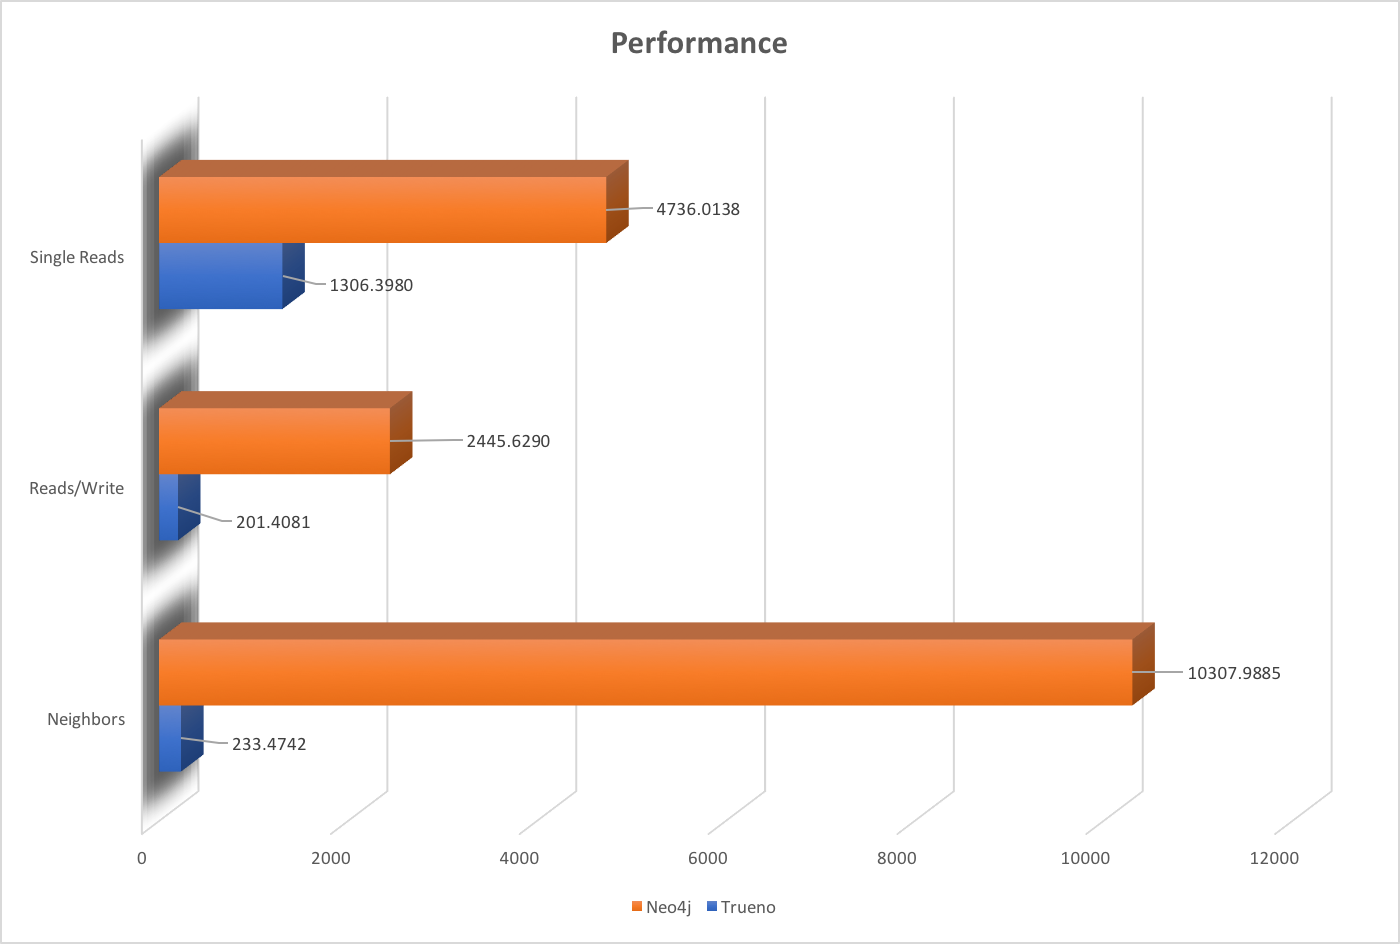 Performance
4736.0138
Single Reads
1306.3980
2445.6290
Reads/Write
201.4081
10307.9885
Neighbors
233.4742
0 2000 4000 6000 8000 10000 12000
Neo4j Trueno